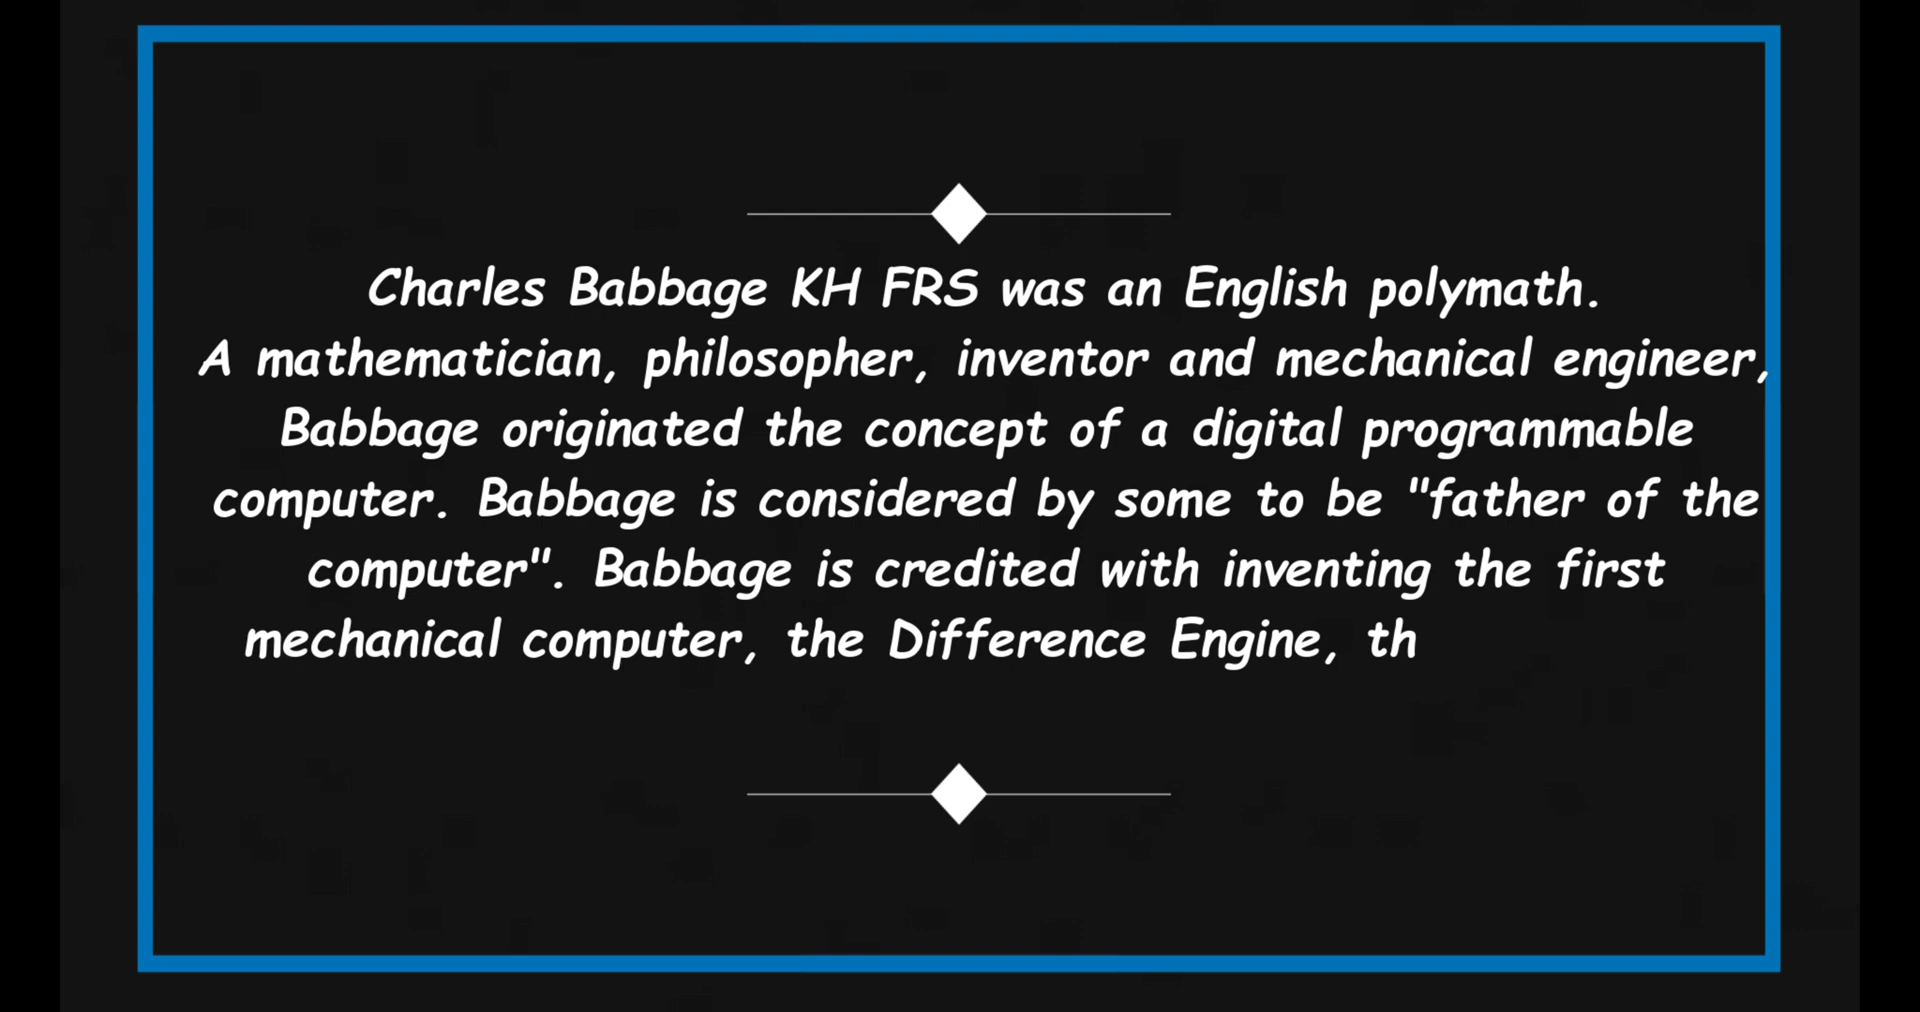 Charles Babbage KH FRS was an English polymath.
A mathematician, philosopher, inventor and mechanical engineer,
Babbage originated the concept of a digital programmable
computer. Babbage is considered by some to be "father of the
computer". Babbage is credited with inventing the first
mechanical computer, the Difference Engine, th